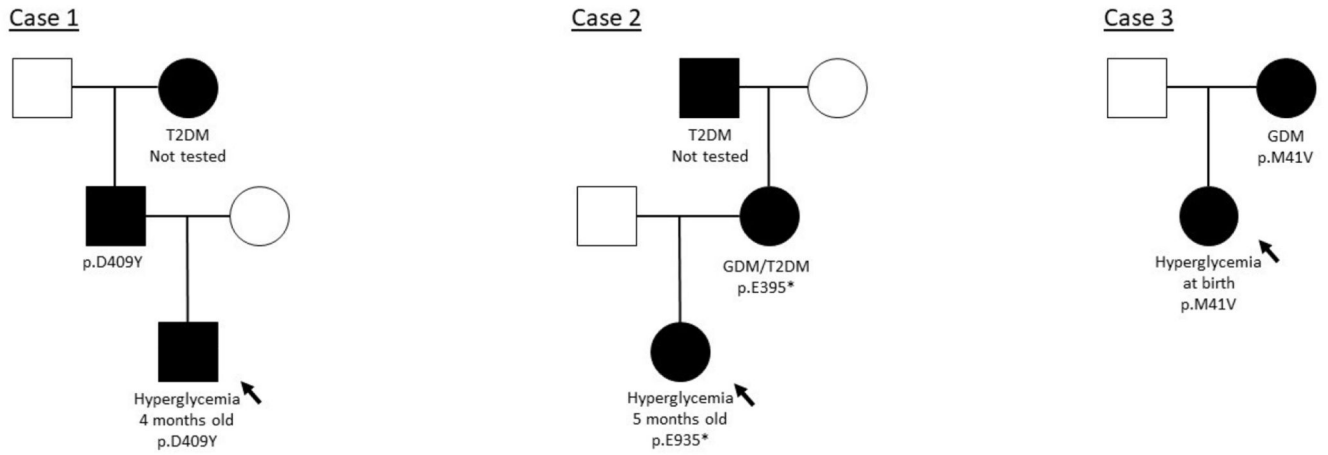 Case 1
T2DM
Not tested
p.D409Y
Hyperglycemia
4 months old
p.D409Y
Case 2
T2DM
Not tested
GDM/T2DM
p.E395*
Hyperglycemia
5 months old
p.E935*
Case 3
GDM
p.M41V
Hyperglycemia
at birth
p.M41V